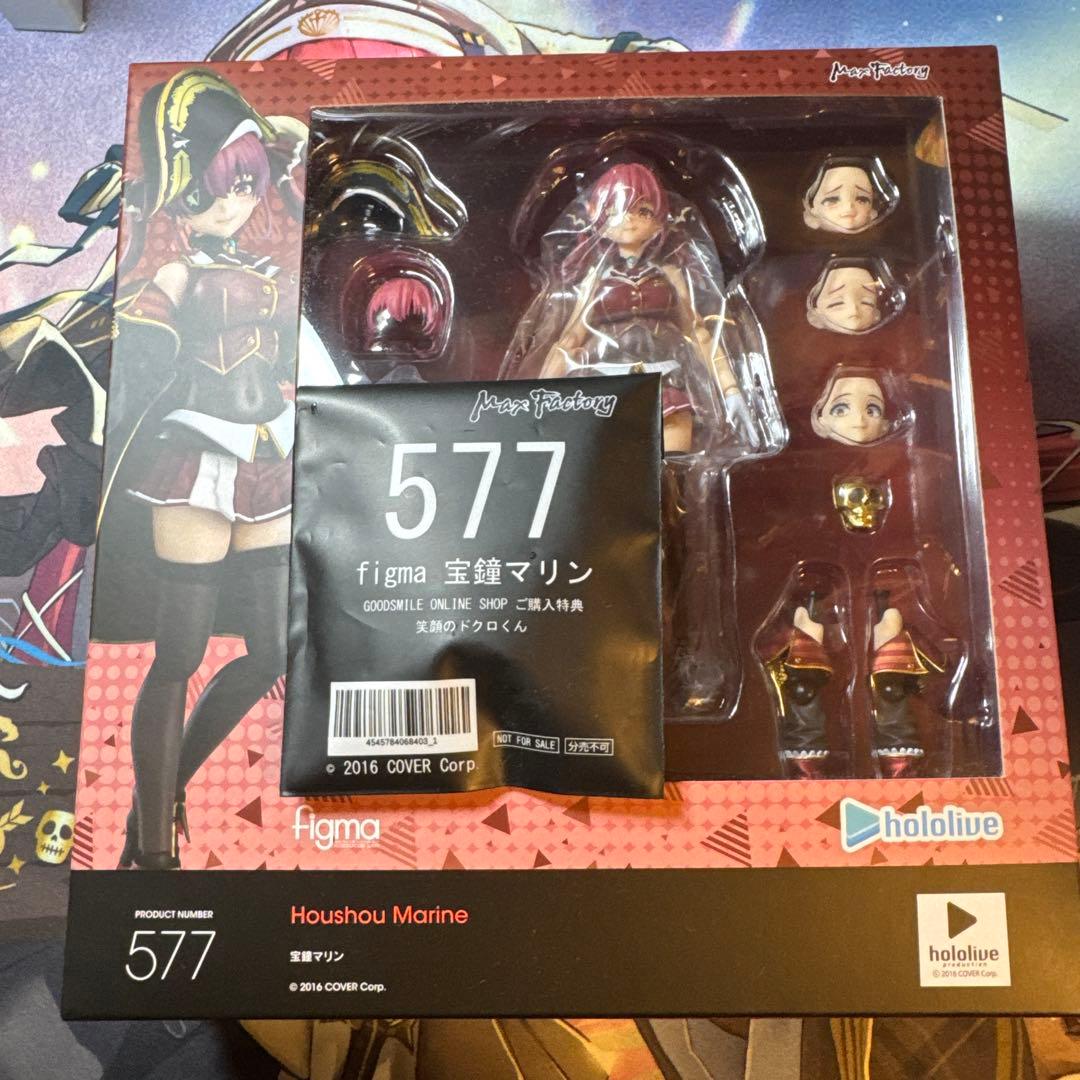 Max Factory
Max Factory
577
figma 宝鐘マリン
GOODSMILE ONLINE SHOP ご購入特典
笑顔のドクロくん
4545784068403_1
NOT FOR SALE
分売不可
© 2016 COVER Corp.
figma
hololive
PRODUCT NUMBER
577
Houshou Marine
宝鐘マリン
© 2016 COVER Corp.
hololive
production
© 2016 COVER Corp.